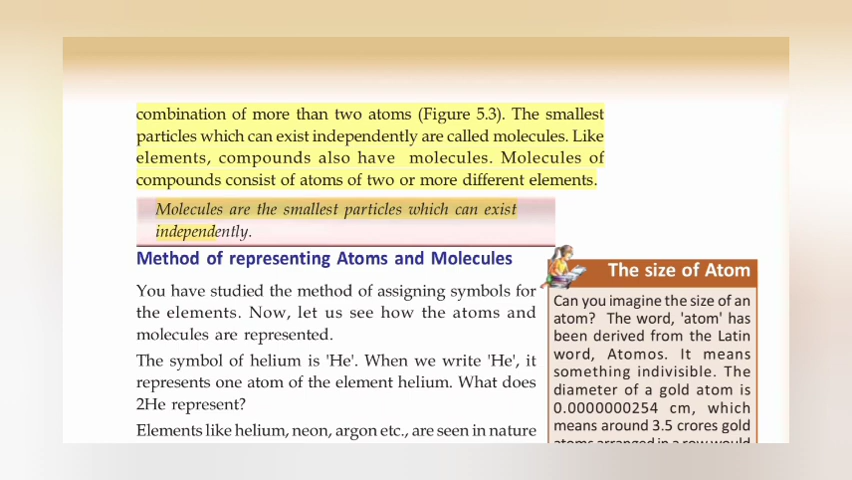 combination of more than two atoms (Figure 5.3). The smallest
particles which can exist independently are called molecules. Like
elements, compounds also have molecules. Molecules of
compounds consist of atoms of two or more different elements.
Molecules are the smallest particles which can exist
independently.
Method of representing Atoms and Molecules
You have studied the method of assigning symbols for
the elements. Now, let us see how the atoms and
molecules are represented.
The symbol of helium is 'He'. When we write 'He', it
represents one atom of the element helium. What does
2He represent?
Elements like helium, neon, argon etc., are seen in nature
The size of Atom
Can you imagine the size of an
atom? The word, 'atom' has
been derived from the Latin
word, Atomos. It means
something indivisible. The
diameter of a gold atom is
0.0000000254 cm, which
means around 3.5 crores gold
atoms arranged in a row would